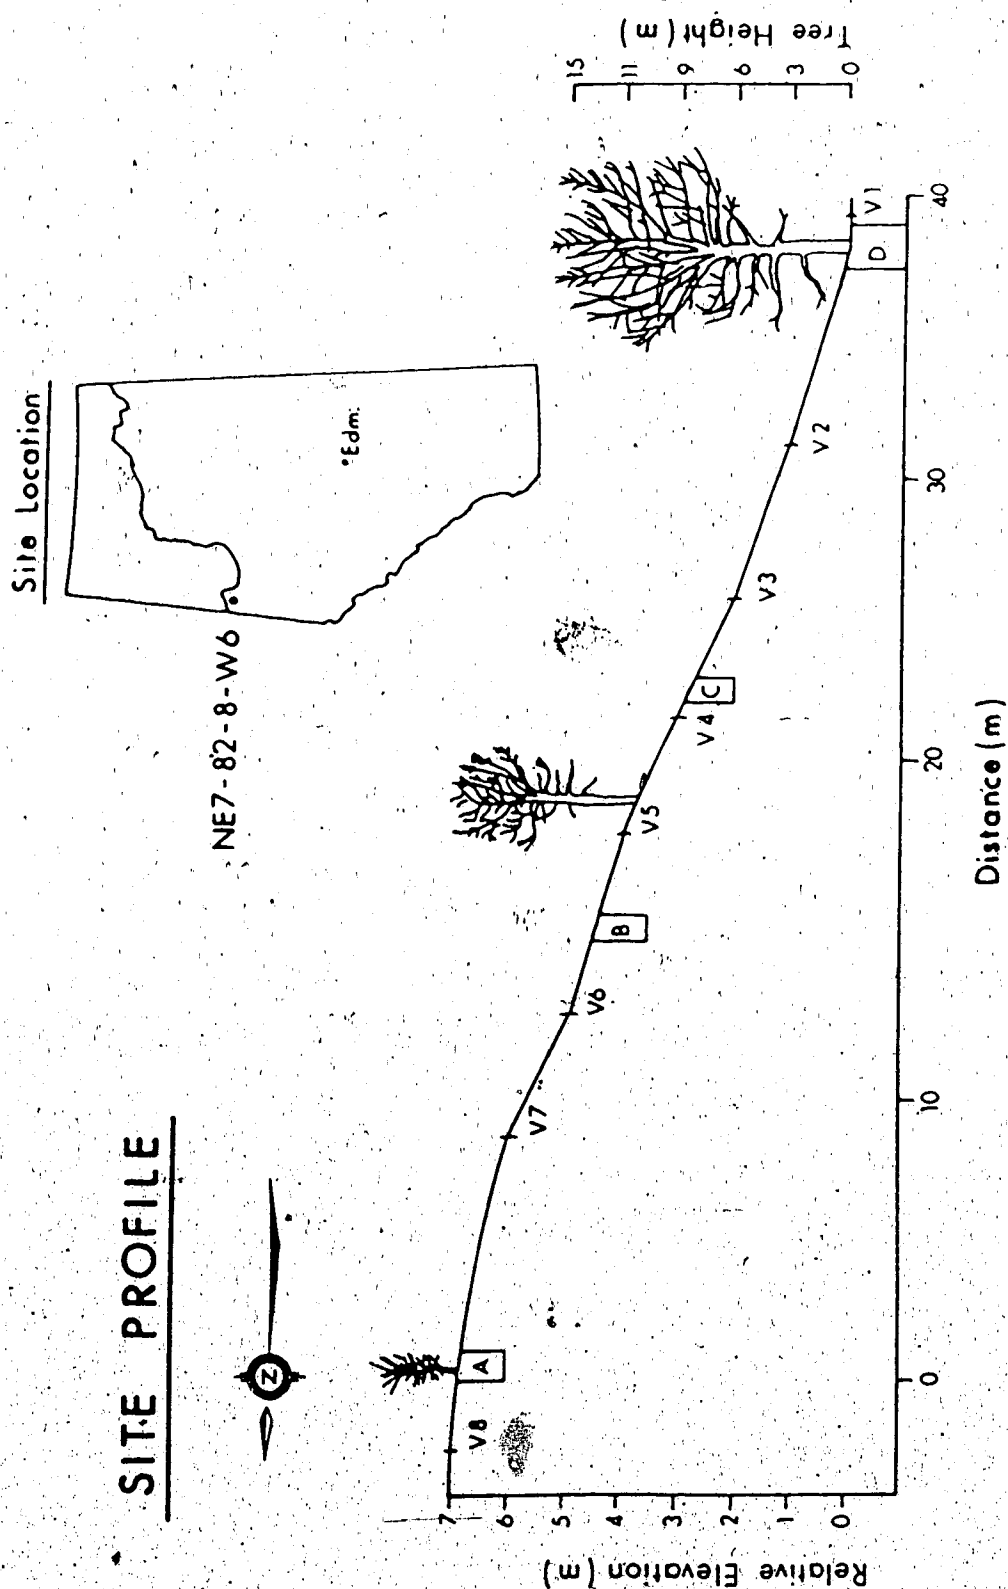 SITE PROFILE
N
Site Location
Edm.
NE7-82-8-W6
Relative Elevation (m)
7
6
5
4
3
2
1
0
V8
A
V7
V6
B
V5
V4
C
V3
V2
D
V1
0
10
20
30
40
Distance (m)
Tree Height (m)
15
11
9
6
3
0